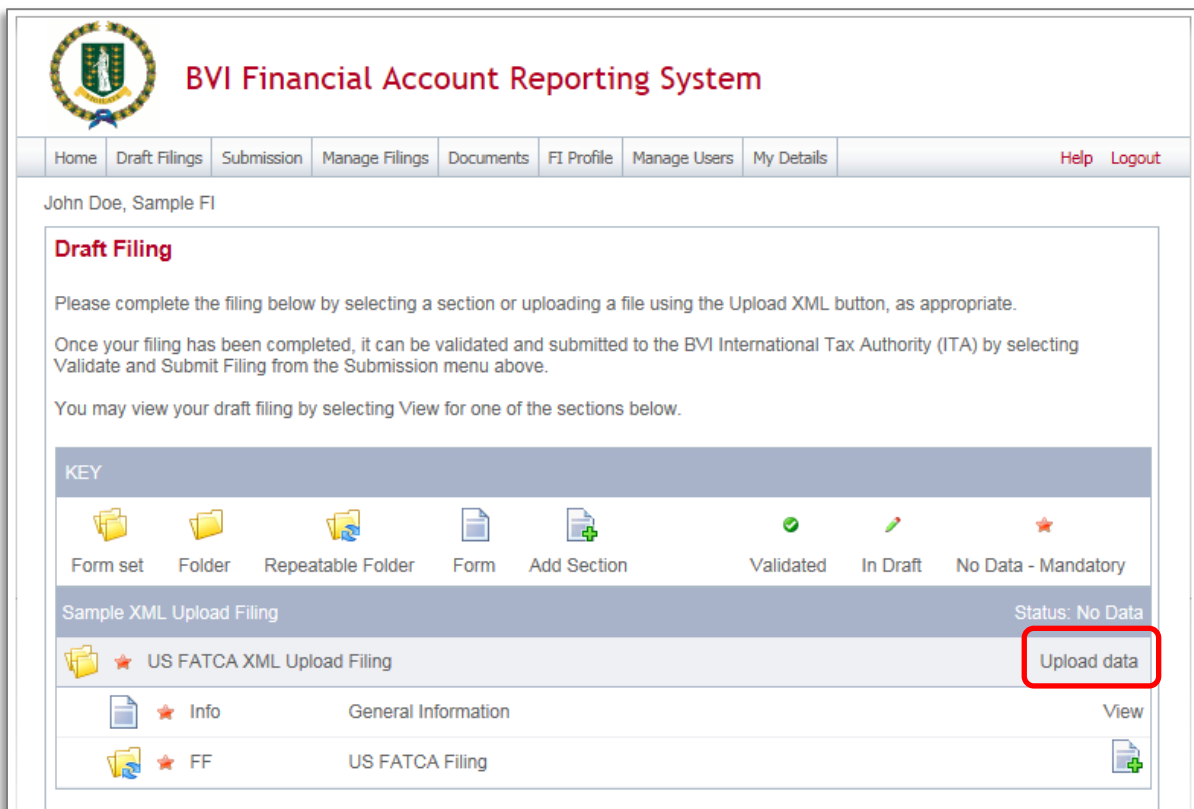 BVI Financial Account Reporting System
Home Draft Filings Submission Manage Filings Documents FI Profile Manage Users My Details Help Logout
John Doe, Sample FI
Draft Filing
Please complete the filing below by selecting a section or uploading a file using the Upload XML button, as appropriate.
Once your filing has been completed, it can be validated and submitted to the BVI International Tax Authority (ITA) by selecting
Validate and Submit Filing from the Submission menu above.
You may view your draft filing by selecting View for one of the sections below.
KEY
Form set Folder Repeatable Folder Form Add Section Validated In Draft No Data - Mandatory
Sample XML Upload Filing Status: No Data
US FATCA XML Upload Filing Upload data
Info General Information View
FF US FATCA Filing